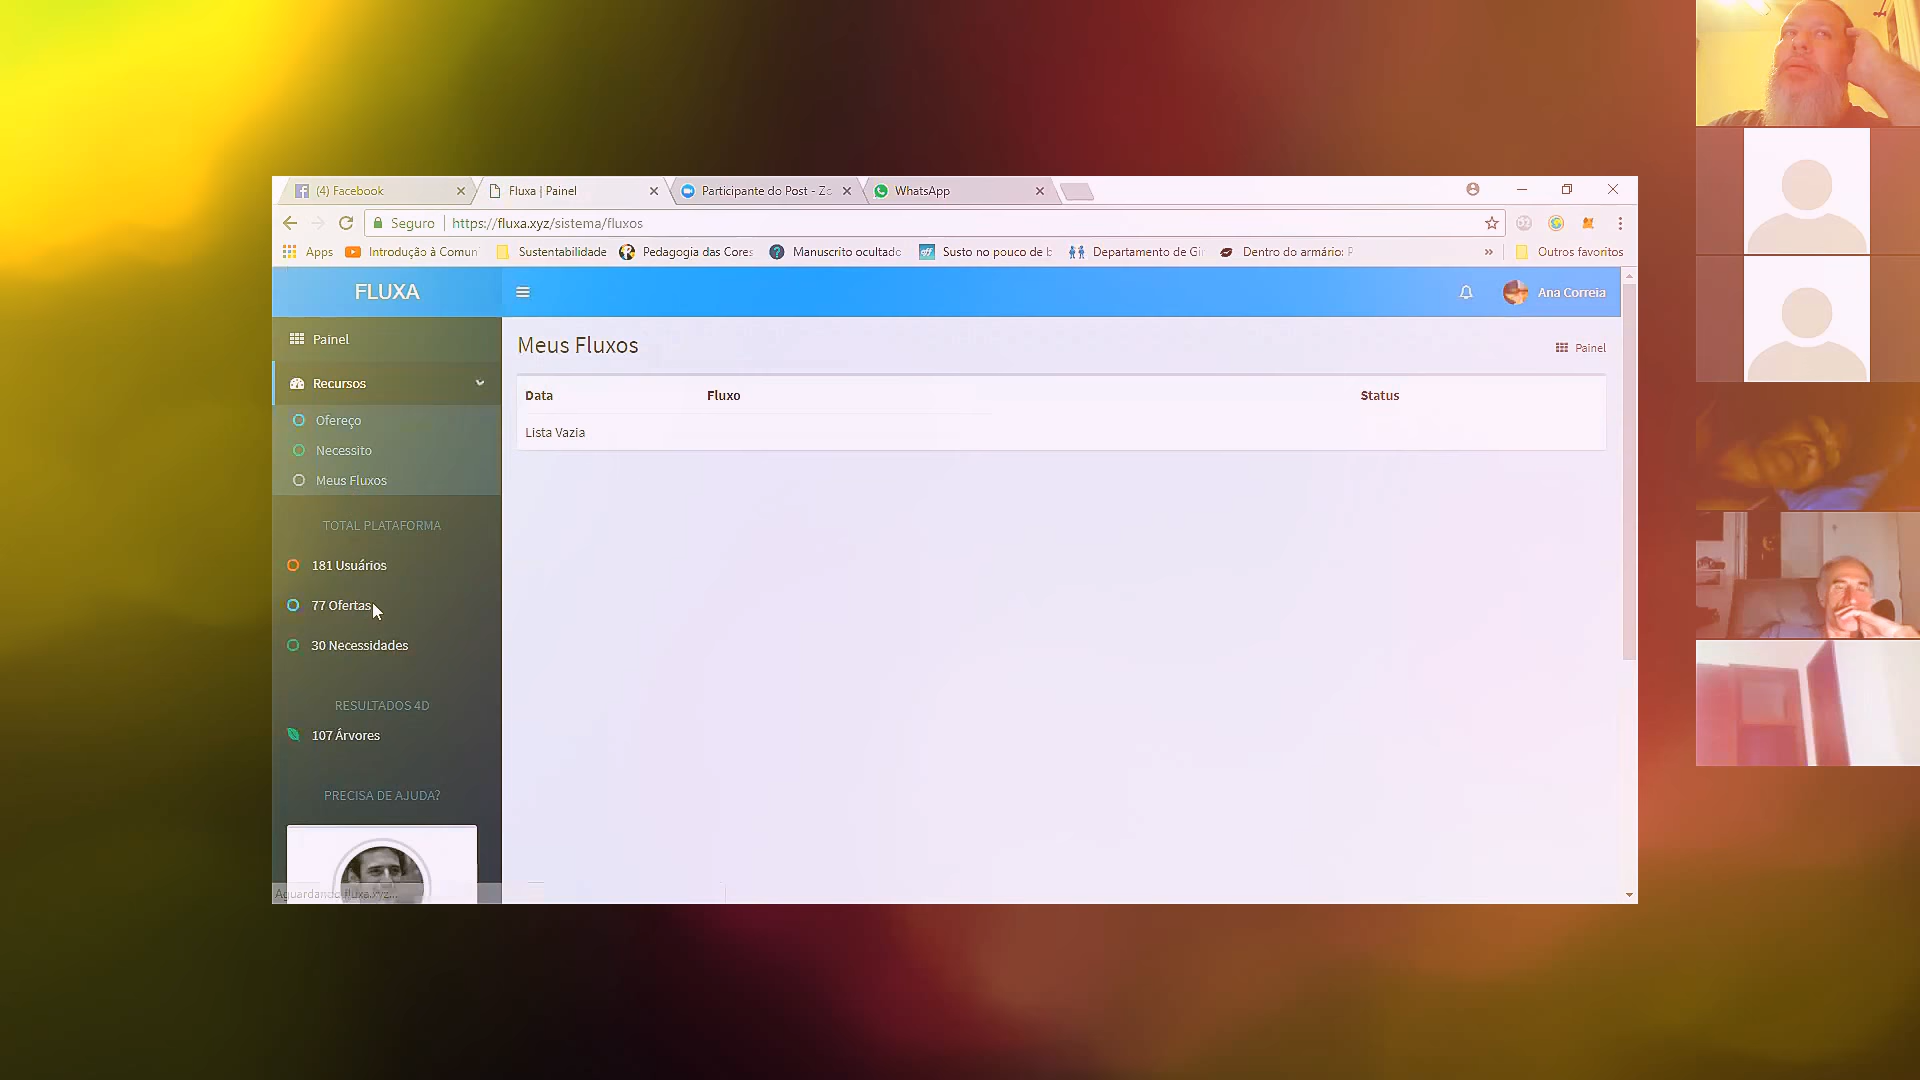 (4) Facebook
Fluxa | Painel
Participante do Post - Zo
WhatsApp
Seguro
https://fluxa.xyz/sistema/fluxos
Apps
Introdução à Comun
Sustentabilidade
Pedagogia das Cores
Manuscrito ocultado
off
Susto no pouco de b
Departamento de Gi
Dentro do armário: P
»
Outros favoritos
FLUXA
Ana Correia
Painel
Recursos
Ofereço
Necessito
Meus Fluxos
TOTAL PLATAFORMA
181 Usuários
77 Ofertas
30 Necessidades
RESULTADOS 4D
107 Árvores
PRECISA DE AJUDA?
Aguardando fluxa.xyz...
Meus Fluxos
Painel
Data Fluxo Status
Lista Vazia